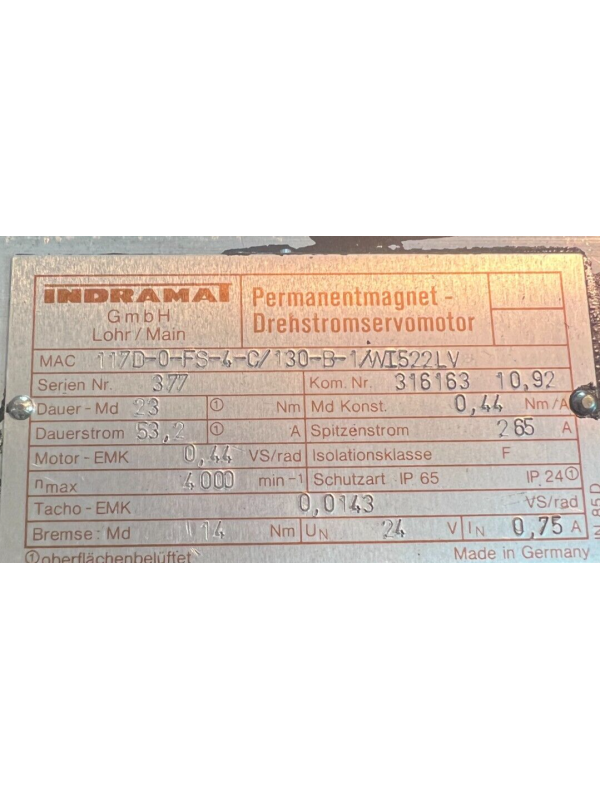 INDRAMAT
GmbH
Lohr/Main
Permanentmagnet-
Drehstromservomotor
MAC 117D-0-FS-4-C/130-B-1/WI522LV
Serien Nr. 377 Kom. Nr. 316163 10,92
Dauer-Md 23 ① Nm Md Konst. 0,44 Nm/A
Dauerstrom 53,2 ① A Spitzenstrom 265 A
Motor-EMK 0,44 VS/rad Isolationsklasse F
nmax 4000 min-1 Schutzart IP 65 IP 24①
Tacho-EMK 0,0143 VS/rad
Bremse: Md 14 Nm UN 24 V IN 0,75 A
①oberflächenbelüftet Made in Germany
85 D